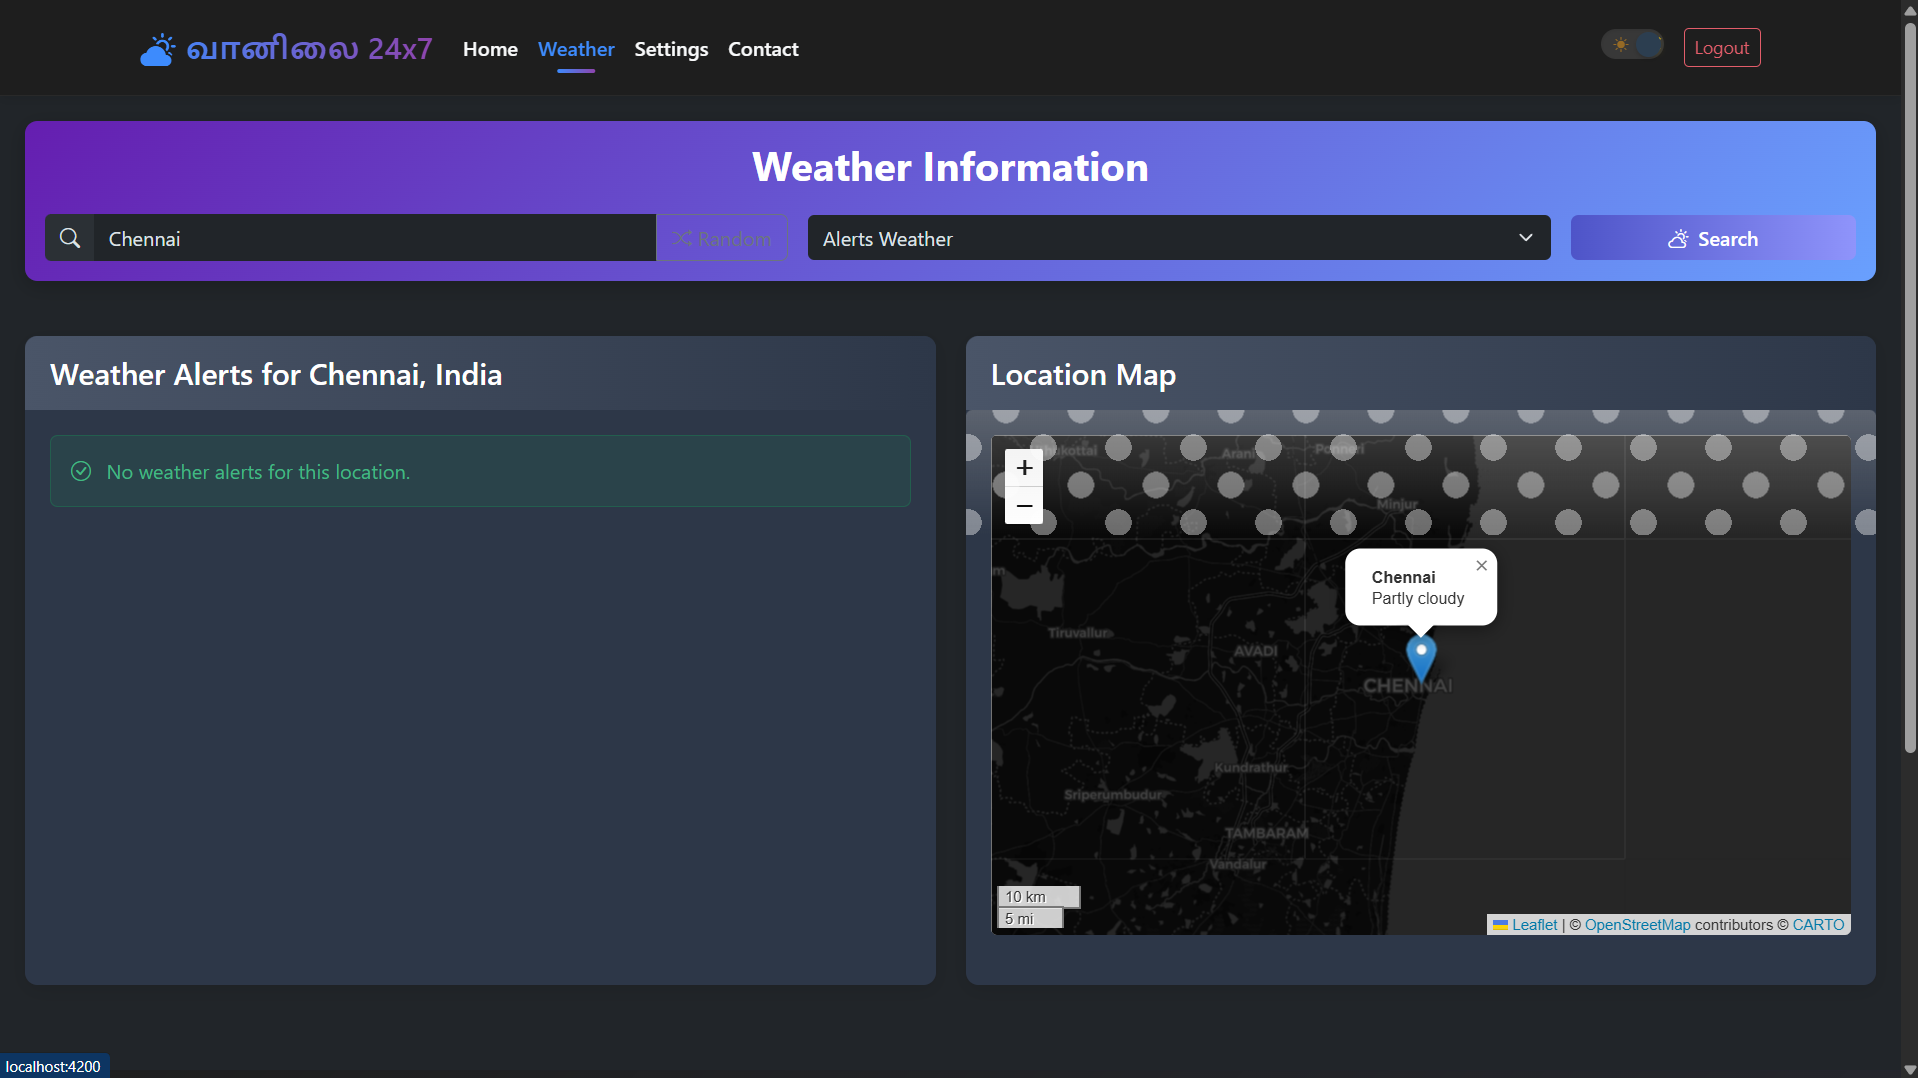 வானிலை 24x7
Home
Weather
Settings
Contact
Logout
Weather Information
Chennai
Random
Alerts Weather
Search
Weather Alerts for Chennai, India
No weather alerts for this location.
Location Map
+
−
Arani
Ponneri
Minjur
Chennai
Partly cloudy
×
Tiruvallur
AVADI
CHENNAI
Kundrathur
Sriperumbudur
TAMBARAM
Vandalur
10 km
5 mi
Leaflet | © OpenStreetMap contributors © CARTO
localhost:4200